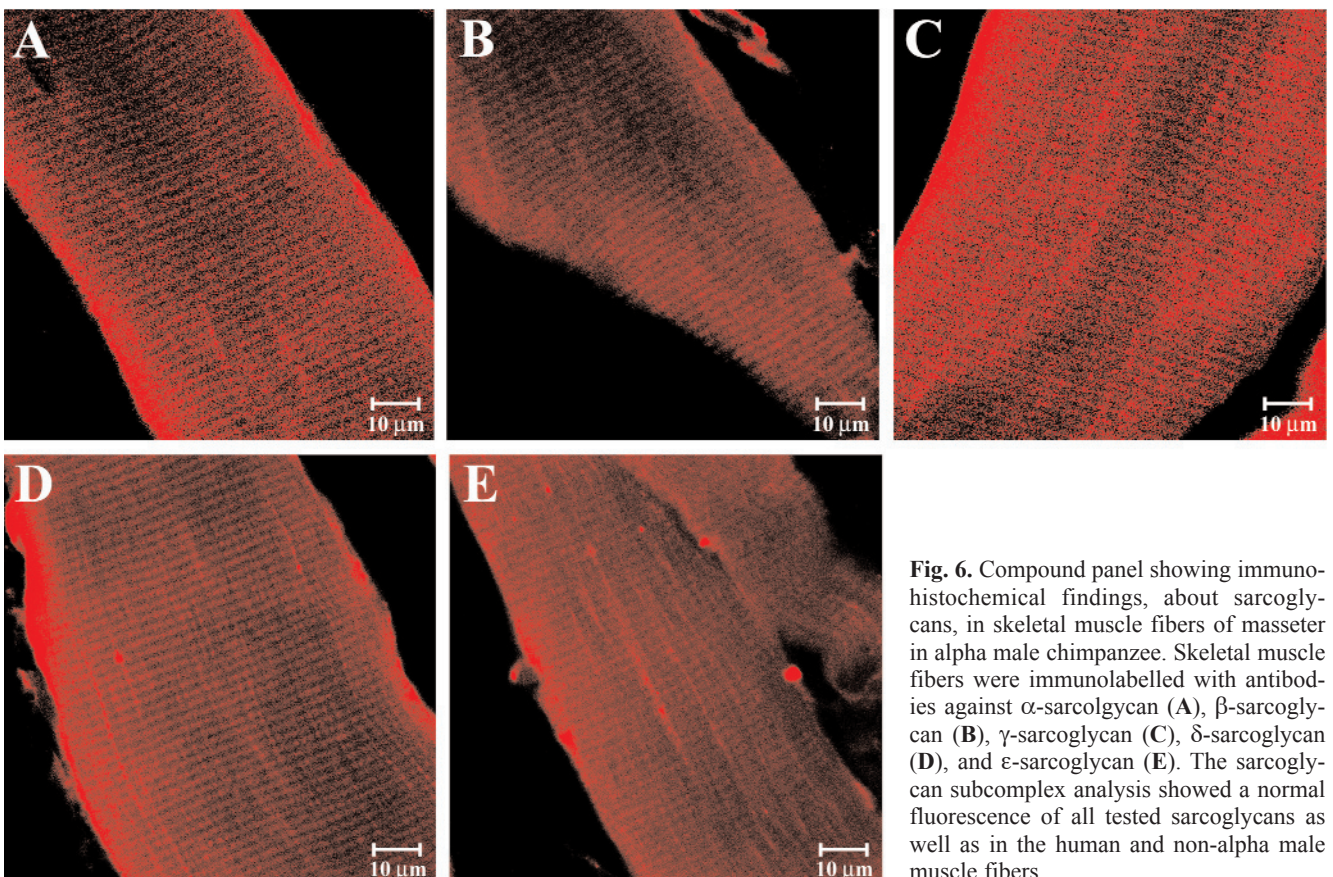 A
B
C
10 μm
10 μm
10 μm
D
E
10 μm
10 μm
Fig. 6. Compound panel showing immuno-
histochemical findings, about sarcogly-
cans, in skeletal muscle fibers of masseter
in alpha male chimpanzee. Skeletal muscle
fibers were immunolabelled with antibod-
ies against α-sarcolgycan (A), β-sarcogly-
can (B), γ-sarcoglycan (C), δ-sarcoglycan
(D), and ε-sarcoglycan (E). The sarcogly-
can subcomplex analysis showed a normal
fluorescence of all tested sarcoglycans as
well as in the human and non-alpha male
muscle fibers